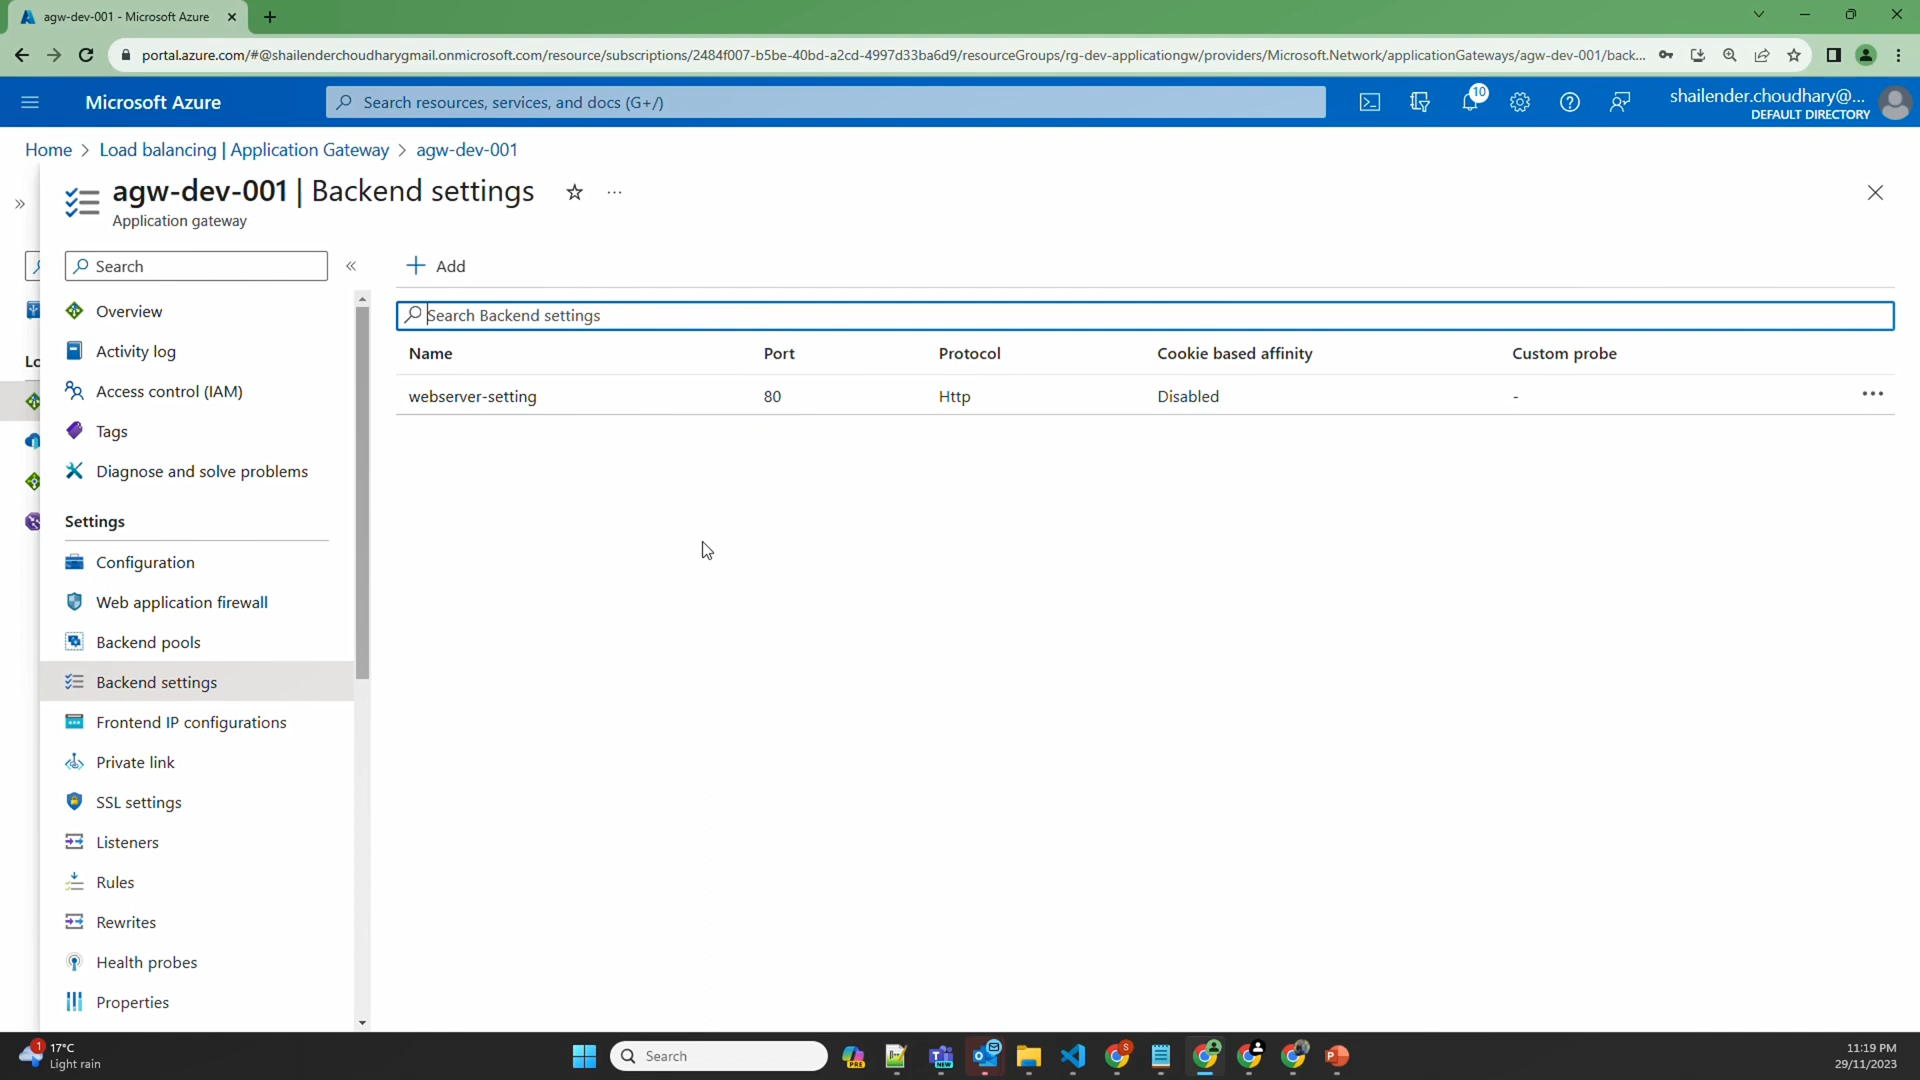 agw-dev-001 - Microsoft Azure
portal.azure.com/#@shailenderchoudharygmail.onmicrosoft.com/resource/subscriptions/2484f007-b5be-40bd-a2cd-4997d33ba6d9/resourceGroups/rg-dev-applicationgw/providers/Microsoft.Network/applicationGateways/agw-dev-001/back...
Microsoft Azure
Search resources, services, and docs (G+/)
10
shailender.choudhary@...
DEFAULT DIRECTORY
Home > Load balancing | Application Gateway > agw-dev-001
agw-dev-001 | Backend settings
Application gateway
Search
Add
Overview
Activity log
Access control (IAM)
Tags
Diagnose and solve problems
Settings
Configuration
Web application firewall
Backend pools
Backend settings
Frontend IP configurations
Private link
SSL settings
Listeners
Rules
Rewrites
Health probes
Properties
Lo
Search Backend settings
Name Port Protocol Cookie based affinity Custom probe
webserver-setting 80 Http Disabled -
1
17°C
Light rain
Search
PRE
NEW
S
P
11:19 PM
29/11/2023